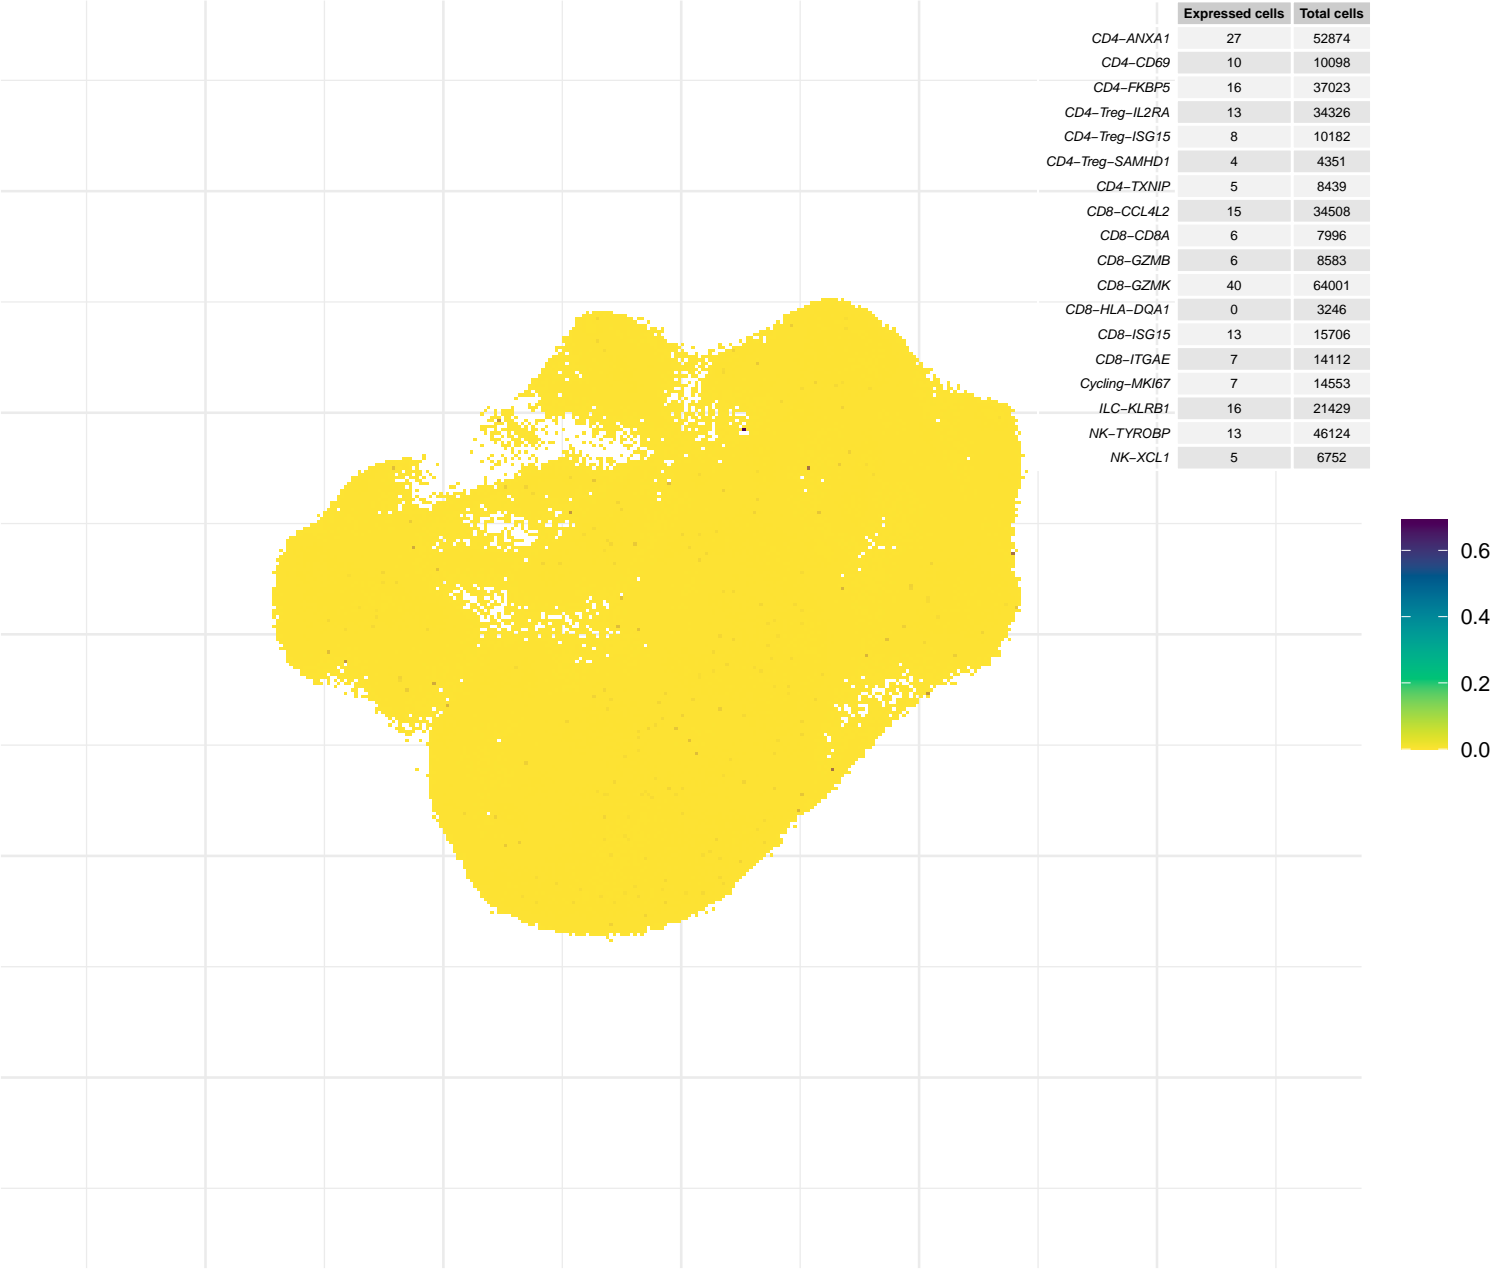 Expressed cells Total cells
CD4−ANXA1 27 52874
CD4−CD69 10 10098
CD4−FKBP5 16 37023
CD4−Treg−IL2RA 13 34326
CD4−Treg−ISG15 8 10182
CD4−Treg−SAMHD1 4 4351
CD4−TXNIP 5 8439
CD8−CCL4L2 15 34508
CD8−CD8A 6 7996
CD8−GZMB 6 8583
CD8−GZMK 40 64001
CD8−HLA−DQA1 0 3246
CD8−ISG15 13 15706
CD8−ITGAE 7 14112
Cycling−MKI67 7 14553
ILC−KLRB1 16 21429
NK−TYROBP 13 46124
NK−XCL1 5 6752
0.6
0.4
0.2
0.0